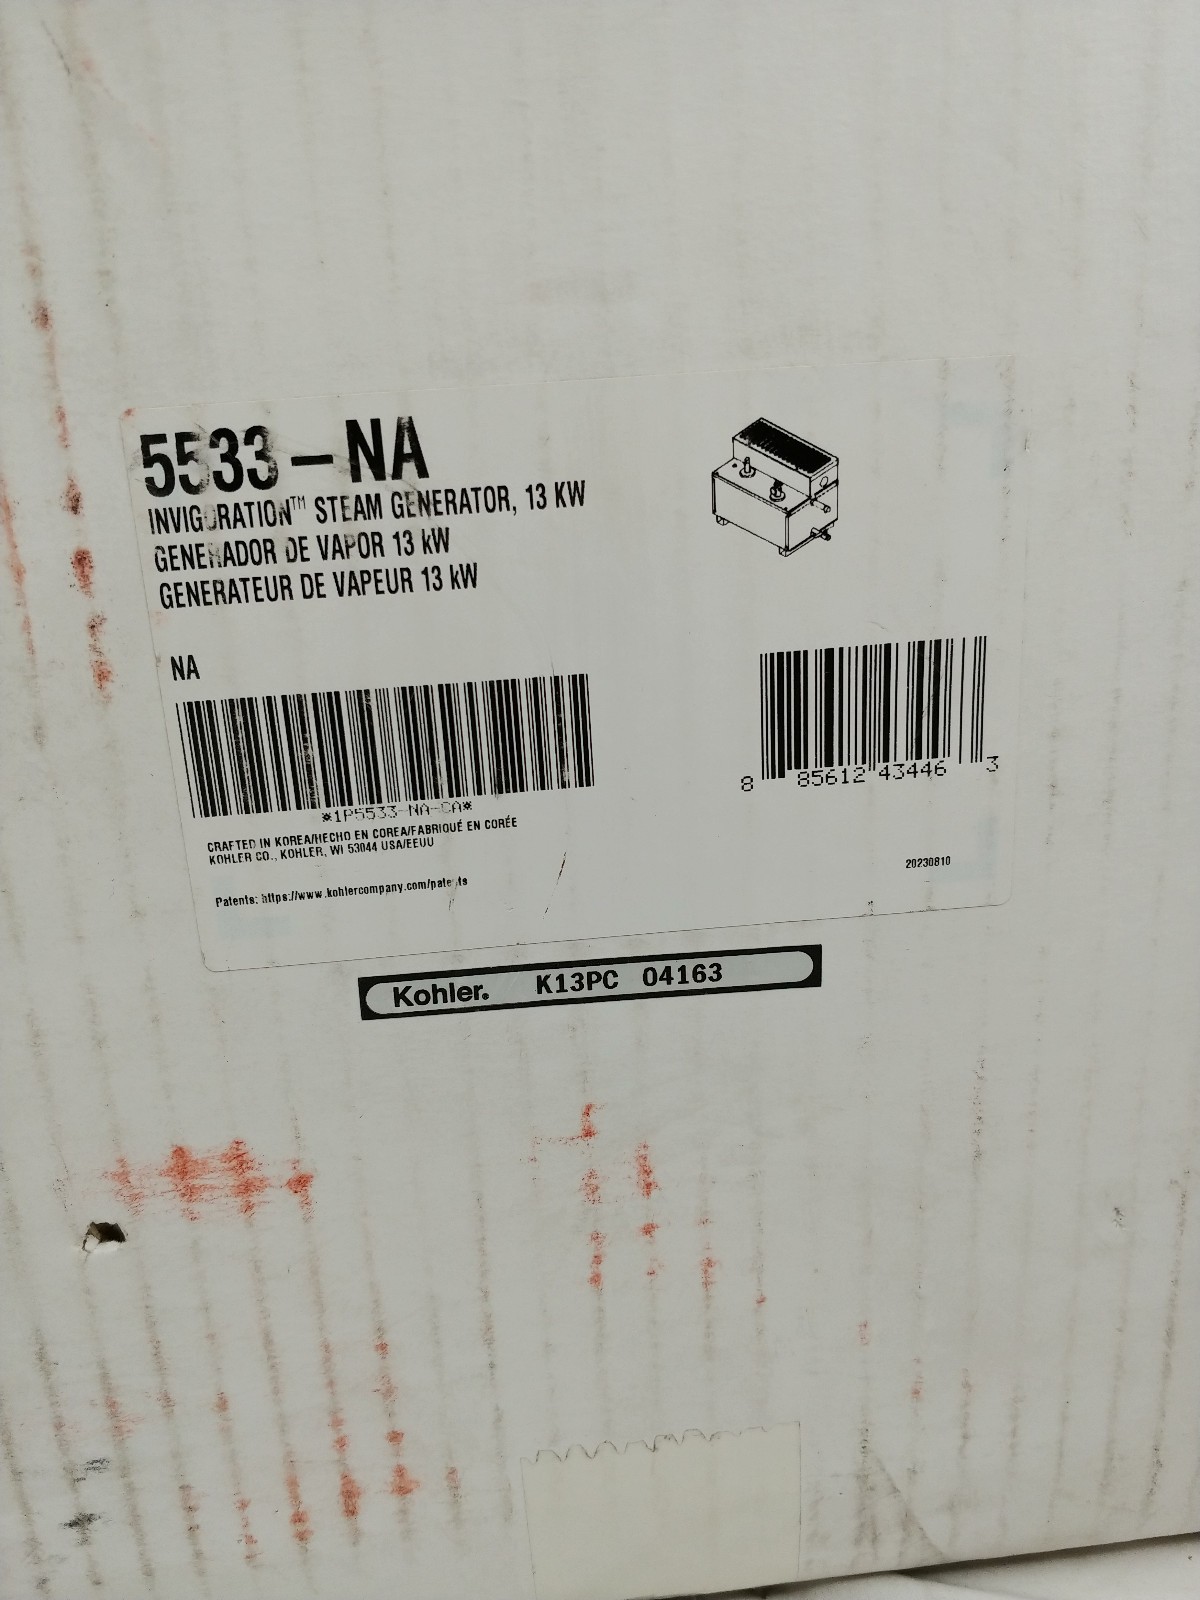 5533-NA
INVIGORATION™ STEAM GENERATOR, 13 KW
GENERADOR DE VAPOR 13 kW
GENERATEUR DE VAPEUR 13 kW
NA
*1P5533-NA-CA*
8 85612 43446 3
CRAFTED IN KOREA/HECHO EN COREA/FABRIQUÉ EN CORÉE
KOHLER CO., KOHLER, WI 53044 USA/EEUU
20230810
Patents: https://www.kohlercompany.com/patents
Kohler. K13PC 04163